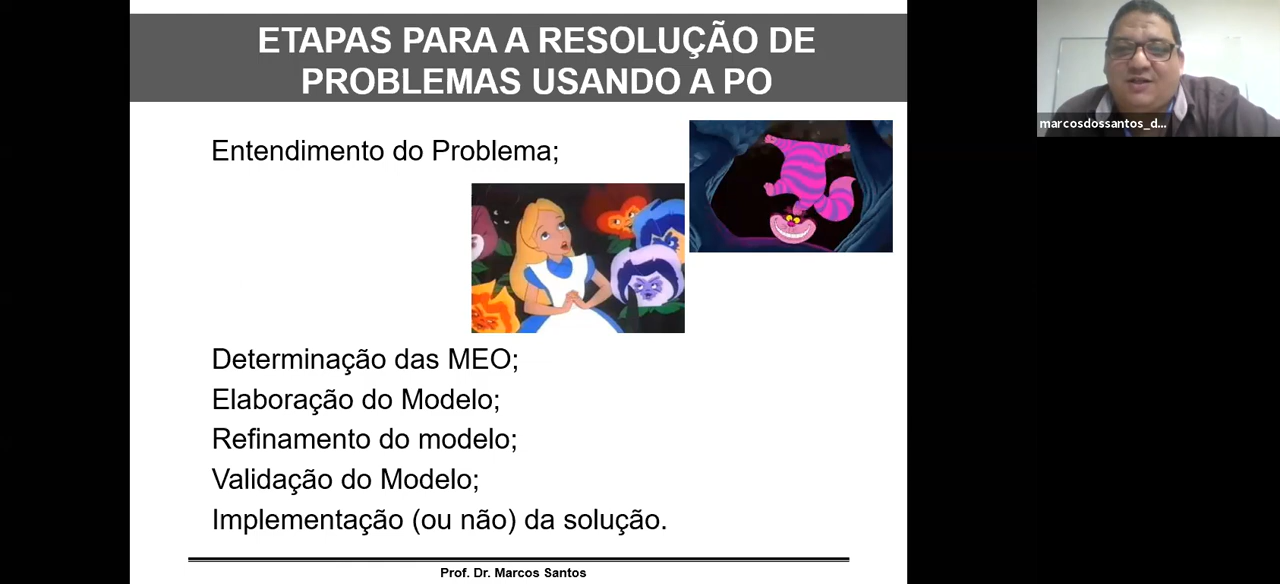 ETAPAS PARA A RESOLUÇÃO DE
PROBLEMAS USANDO A PO
marcosdossantos_d...
Entendimento do Problema;
Determinação das MEO;
Elaboração do Modelo;
Refinamento do modelo;
Validação do Modelo;
Implementação (ou não) da solução.
Prof. Dr. Marcos Santos